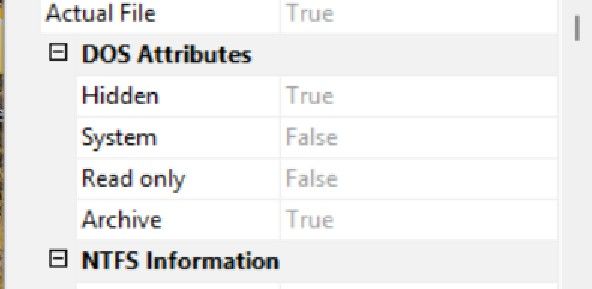 Actual File True
DOS Attributes
Hidden True
System False
Read only False
Archive True
NTFS Information